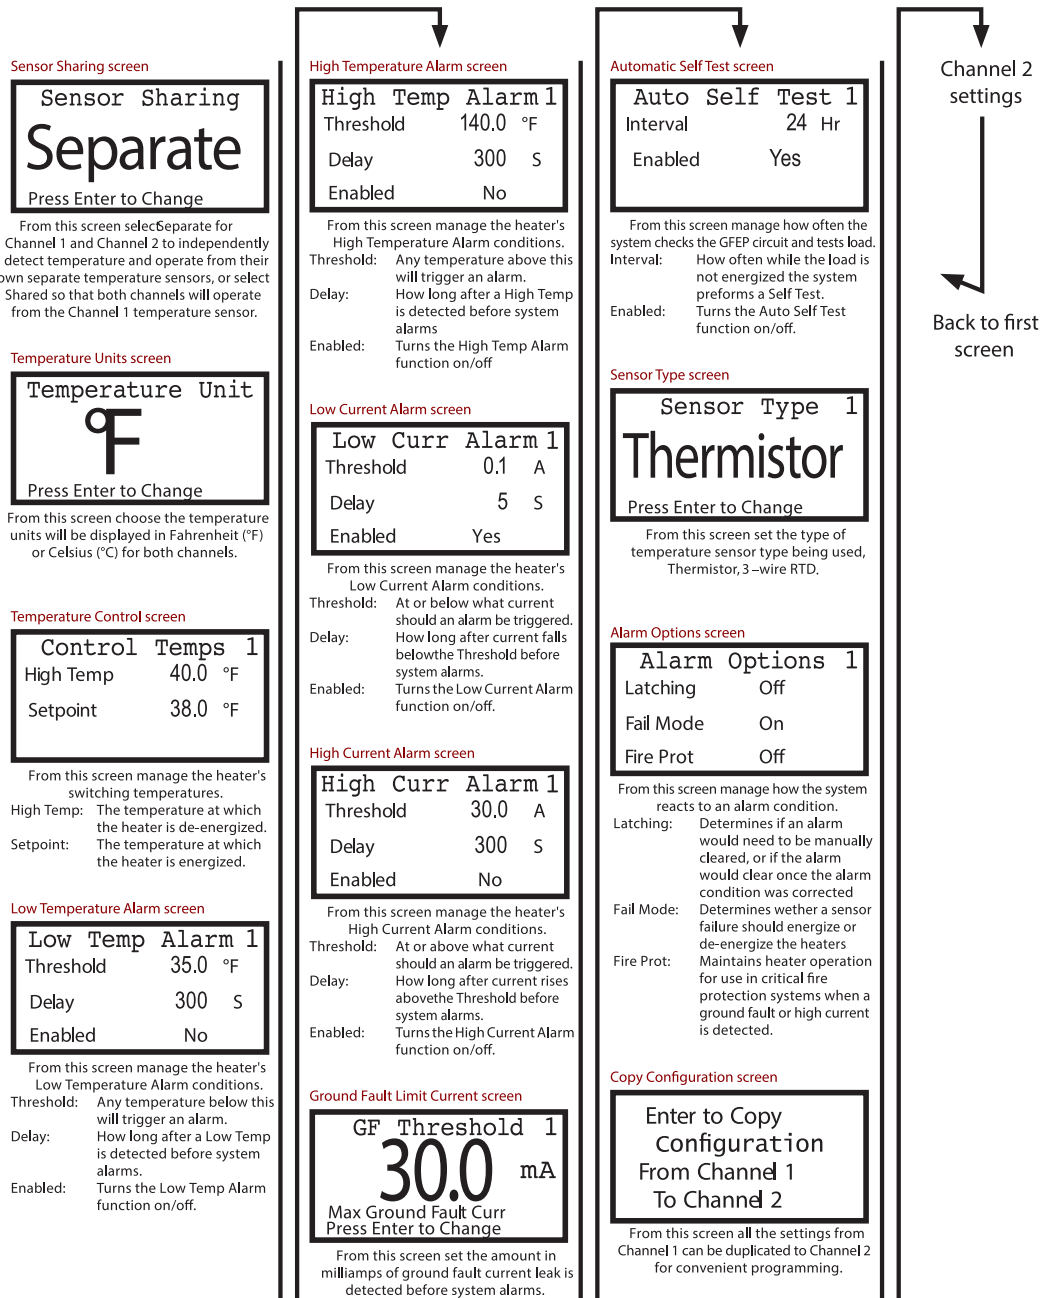 Sensor Sharing screen
Sensor Sharing
Separate
Press Enter to Change
From this screen select Separate for
Channel 1 and Channel 2 to independently
detect temperature and operate from their
own separate temperature sensors, or select
Shared so that both channels will operate
from the Channel 1 temperature sensor.
Temperature Units screen
Temperature Unit
°F
Press Enter to Change
From this screen choose the temperature
units will be displayed in Fahrenheit (°F)
or Celsius (°C) for both channels.
Temperature Control screen
Control Temps 1
High Temp 40.0 °F
Setpoint 38.0 °F
From this screen manage the heater's
switching temperatures.
High Temp: The temperature at which
the heater is de-energized.
Setpoint: The temperature at which
the heater is energized.
Low Temperature Alarm screen
Low Temp Alarm 1
Threshold 35.0 °F
Delay 300 S
Enabled No
From this screen manage the heater's
Low Temperature Alarm conditions.
Threshold: Any temperature below this
will trigger an alarm.
Delay: How long after a Low Temp
is detected before system
alarms.
Enabled: Turns the Low Temp Alarm
function on/off.
High Temperature Alarm screen
High Temp Alarm 1
Threshold 140.0 °F
Delay 300 S
Enabled No
From this screen manage the heater's
High Temperature Alarm conditions.
Threshold: Any temperature above this
will trigger an alarm.
Delay: How long after a High Temp
is detected before system
alarms
Enabled: Turns the High Temp Alarm
function on/off
Low Current Alarm screen
Low Curr Alarm 1
Threshold 0.1 A
Delay 5 S
Enabled Yes
From this screen manage the heater's
Low Current Alarm conditions.
Threshold: At or below what current
should an alarm be triggered.
Delay: How long after current falls
belowthe Threshold before
system alarms.
Enabled: Turns the Low Current Alarm
function on/off.
High Current Alarm screen
High Curr Alarm 1
Threshold 30.0 A
Delay 300 S
Enabled No
From this screen manage the heater's
High Current Alarm conditions.
Threshold: At or above what current
should an alarm be triggered.
Delay: How long after current rises
abovethe Threshold before
system alarms.
Enabled: Turns the High Current Alarm
function on/off.
Ground Fault Limit Current screen
GF Threshold 1
30.0 mA
Max Ground Fault Curr
Press Enter to Change
From this screen set the amount in
milliamps of ground fault current leak is
detected before system alarms.
Automatic Self Test screen
Auto Self Test 1
Interval 24 Hr
Enabled Yes
From this screen manage how often the
system checks the GFEP circuit and tests load.
Interval: How often while the load is
not energized the system
preforms a Self Test.
Enabled: Turns the Auto Self Test
function on/off.
Sensor Type screen
Sensor Type 1
Thermistor
Press Enter to Change
From this screen set the type of
temperature sensor type being used,
Thermistor, 3-wire RTD.
Alarm Options screen
Alarm Options 1
Latching Off
Fail Mode On
Fire Prot Off
From this screen manage how the system
reacts to an alarm condition.
Latching: Determines if an alarm
would need to be manually
cleared, or if the alarm
would clear once the alarm
condition was corrected
Fail Mode: Determines wether a sensor
failure should energize or
de-energize the heaters
Fire Prot: Maintains heater operation
for use in critical fire
protection systems when a
ground fault or high current
is detected.
Copy Configuration screen
Enter to Copy
Configuration
From Channel 1
To Channel 2
From this screen all the settings from
Channel 1 can be duplicated to Channel 2
for convenient programming.
Channel 2
settings
Back to first
screen